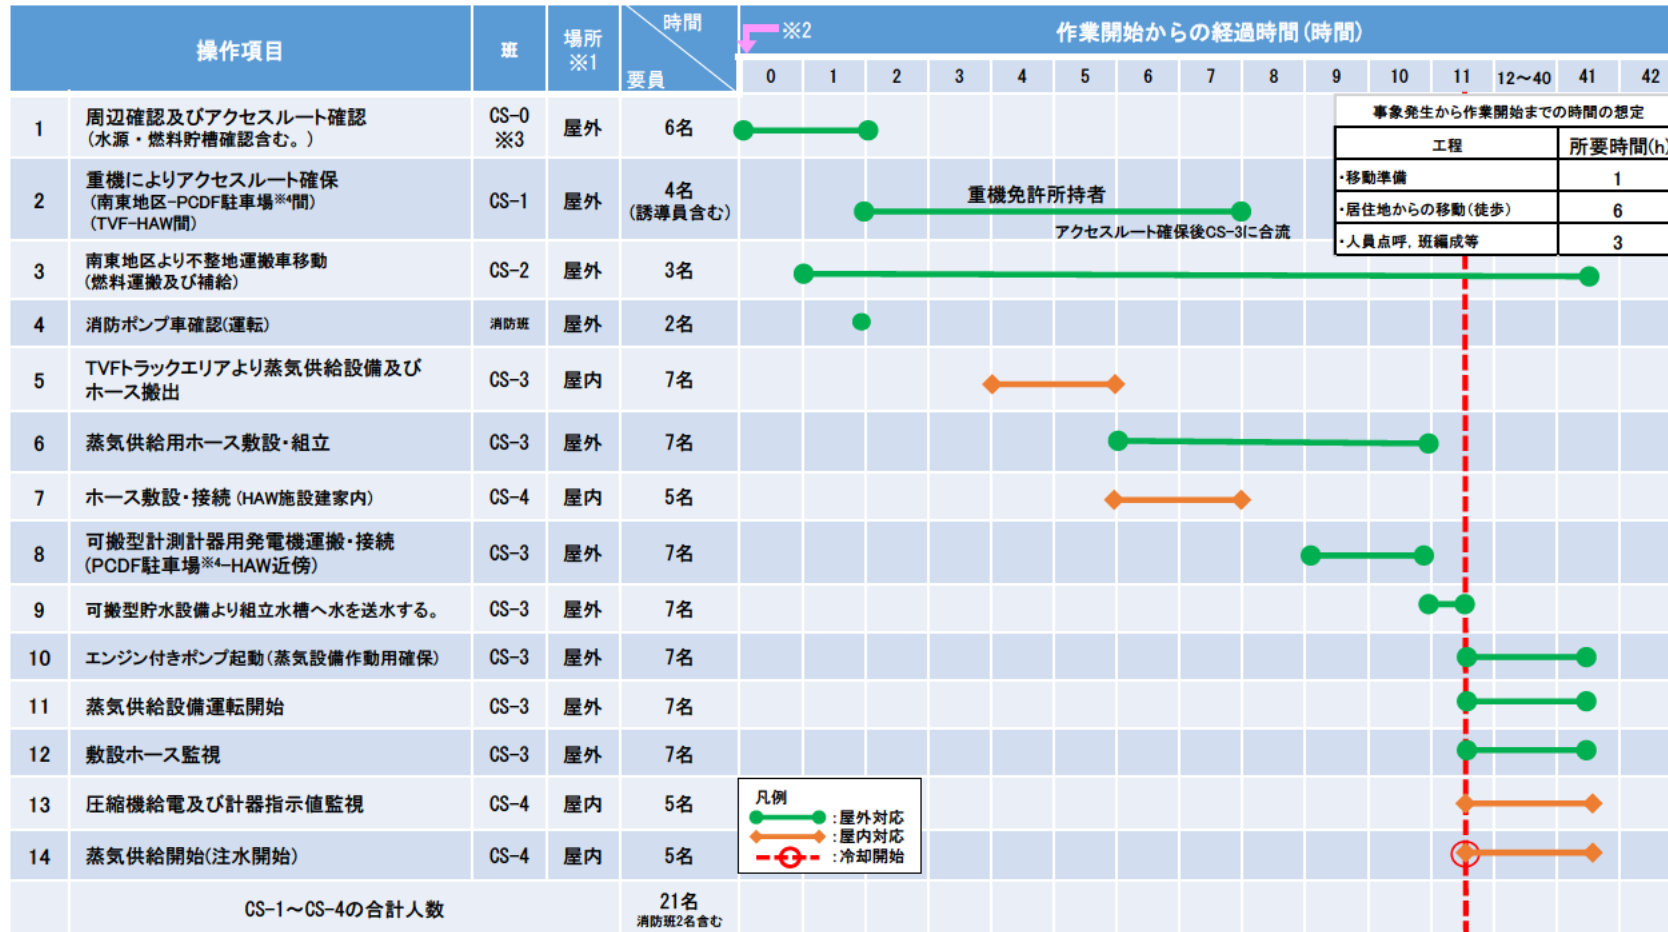 操作項目
班
場所
※1
時間
要員
※2
作業開始からの経過時間(時間)
0 1 2 3 4 5 6 7 8 9 10 11 12～40 41 42
1
周辺確認及びアクセスルート確認
(水源・燃料貯槽確認含む。)
CS-0
※3
屋外
6名
事象発生から作業開始までの時間の想定
工程
所要時間(h)
・移動準備
1
・居住地からの移動(徒歩)
6
・人員点呼, 班編成等
3
2
重機によりアクセスルート確保
(南東地区-PCDF駐車場※4間)
(TVF-HAW間)
CS-1
屋外
4名
(誘導員含む)
重機免許所持者
アクセスルート確保後CS-3に合流
3
南東地区より不整地運搬車移動
(燃料運搬及び補給)
CS-2
屋外
3名
4
消防ポンプ車確認(運転)
消防班
屋外
2名
5
TVFトラックエリアより蒸気供給設備及び
ホース搬出
CS-3
屋内
7名
6
蒸気供給用ホース敷設・組立
CS-3
屋外
7名
7
ホース敷設・接続 (HAW施設建家内)
CS-4
屋内
5名
8
可搬型計測計器用発電機運搬・接続
(PCDF駐車場※4-HAW近傍)
CS-3
屋外
7名
9
可搬型貯水設備より組立水槽へ水を送水する。
CS-3
屋外
7名
10
エンジン付きポンプ起動(蒸気設備作動用確保)
CS-3
屋外
7名
11
蒸気供給設備運転開始
CS-3
屋外
7名
12
敷設ホース監視
CS-3
屋外
7名
13
圧縮機給電及び計器指示値監視
CS-4
屋内
5名
14
蒸気供給開始(注水開始)
CS-4
屋内
5名
凡例
:屋外対応
:屋内対応
:冷却開始
CS-1～CS-4の合計人数
21名
消防班2名含む